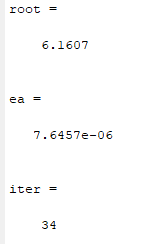 root =
6.1607
ea =
7.6457e-06
iter =
34